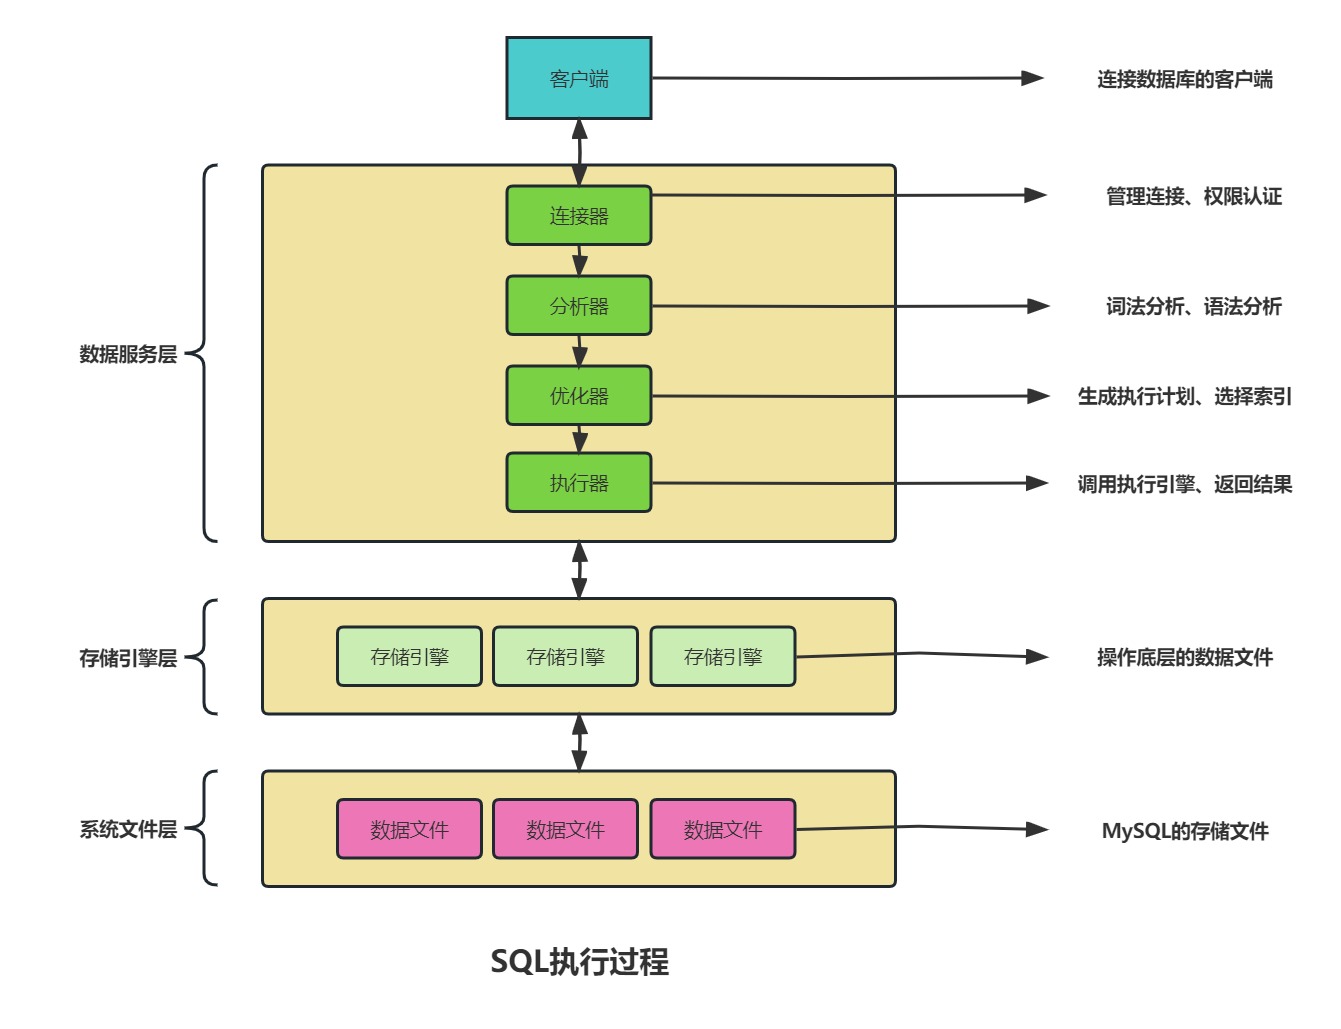 客户端
连接数据库的客户端
连接器
管理连接、权限认证
分析器
词法分析、语法分析
数据服务层
优化器
生成执行计划、选择索引
执行器
调用执行引擎、返回结果
存储引擎层
存储引擎
存储引擎
存储引擎
操作底层的数据文件
系统文件层
数据文件
数据文件
数据文件
MySQL的存储文件
SQL执行过程